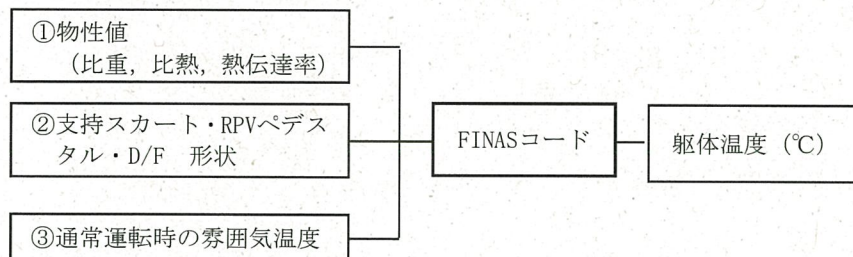 ①物性値
(比重, 比熱, 熱伝達率)
②支持スカート・RPVペデス
タル・D/F 形状
③通常運転時の雰囲気温度
FINASコード
躯体温度 (℃)